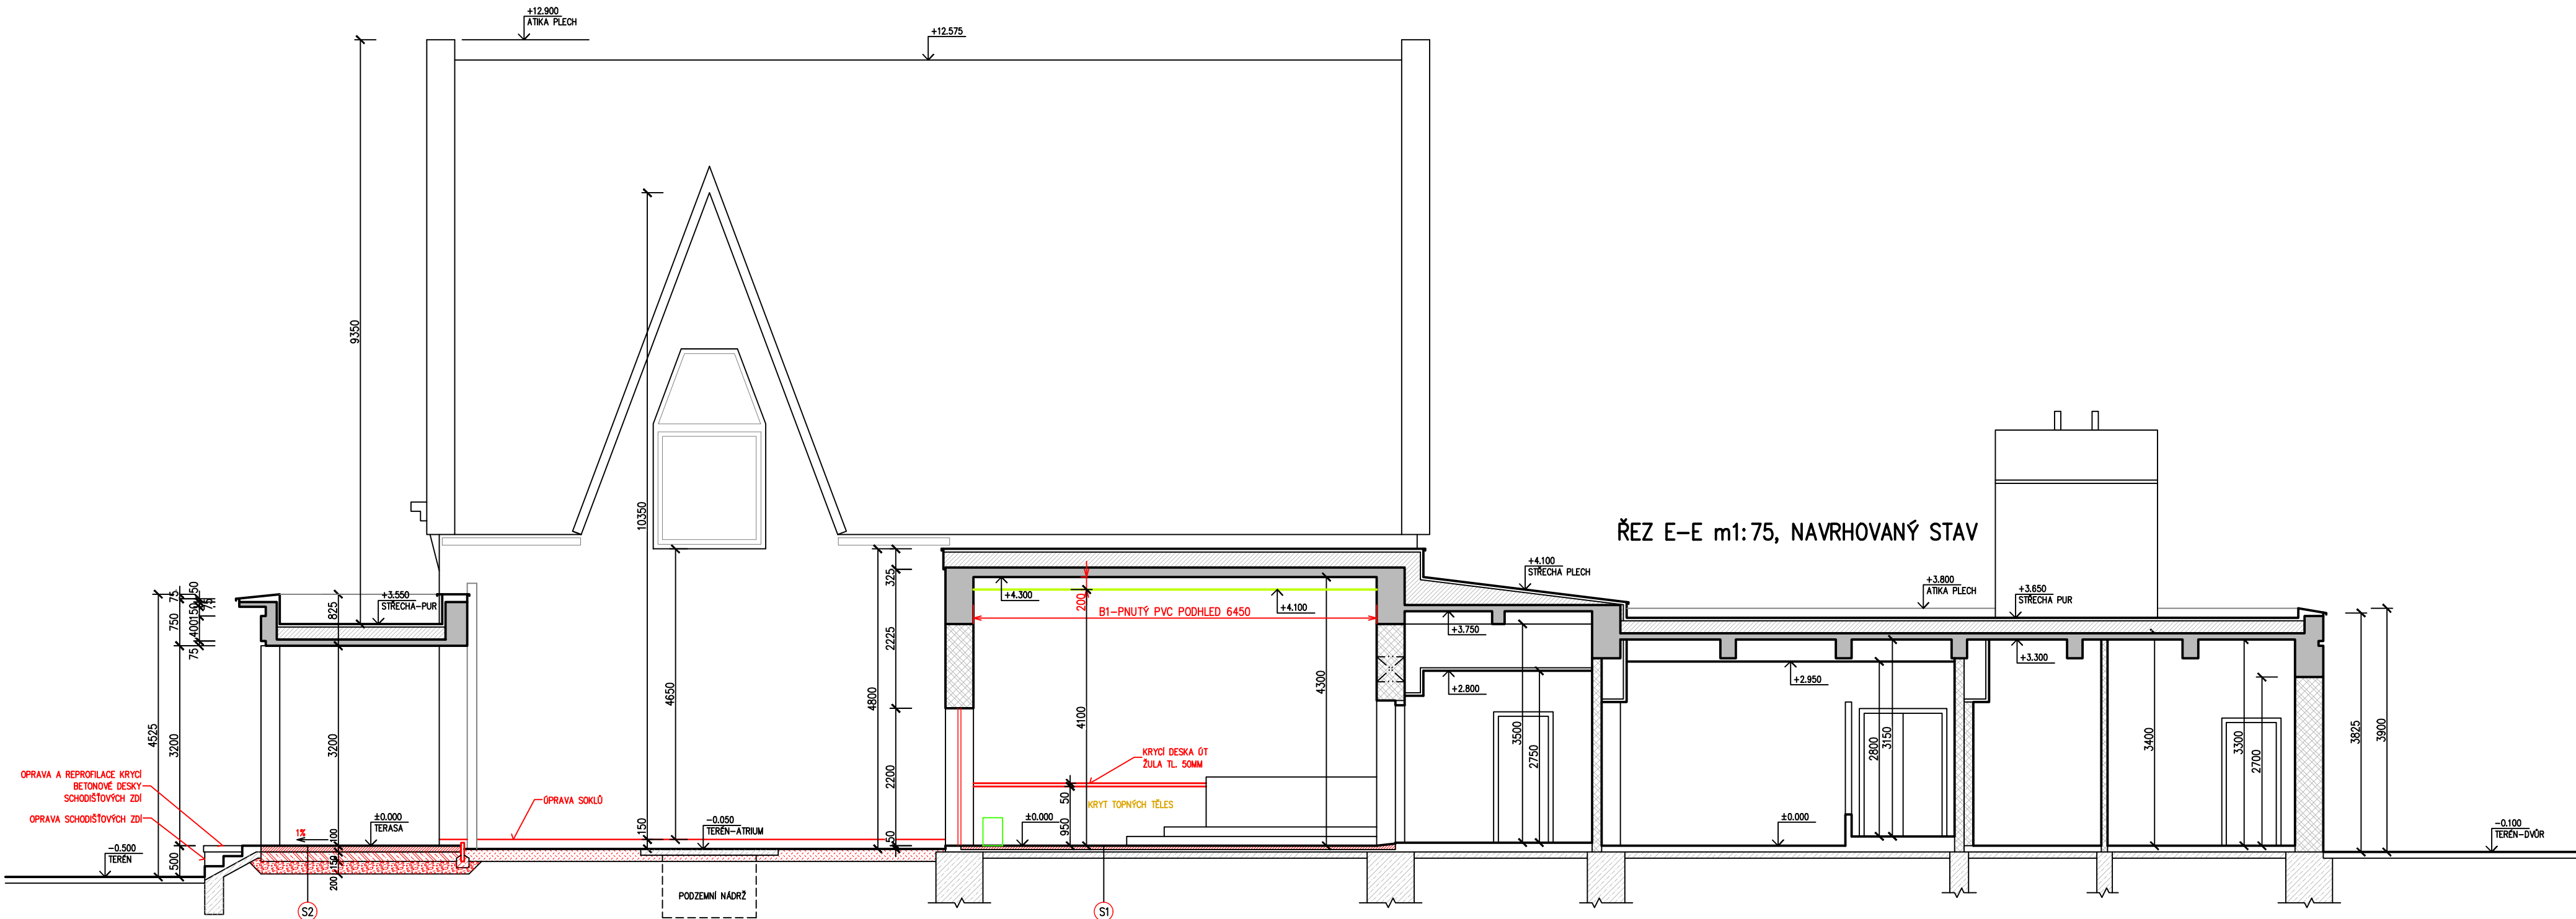 +12.900
ATIKA PLECH
+12.575
9350
10350
ŘEZ E-E m1:75, NAVRHOVANÝ STAV
+4.100
STŘECHA PLECH
+3.800
ATIKA PLECH
+3.650
STŘECHA PUR
+3.550
STŘECHA-PUR
825
75
150
750
150
400
75
4525
3200
3200
500
4650
4800
325
2225
2200
50
150
200
+4.300
+4.100
B1-PNUTÝ PVC PODHLED 6450
4300
4100
+3.750
+2.800
3500
2750
+2.950
2800
3150
+3.300
3400
3300
2700
3825
3900
KRYCÍ DESKA ÚT
ŽULA TL. 50MM
KRYT TOPNÝCH TĚLES
50
950
±0.000
±0.000
OPRAVA A REPROFILACE KRYCÍ
BETONOVÉ DESKY
SCHODIŠŤOVÝCH ZDÍ
OPRAVA SCHODIŠŤOVÝCH ZDÍ
ÚPRAVA SOKLŮ
1%
±0.000
TERASA
100
150
200
-0.050
TERÉN-ATRIUM
-0.500
TERÉN
-0.100
TERÉN-DVŮR
PODZEMNÍ NÁDRŽ
S2
S1